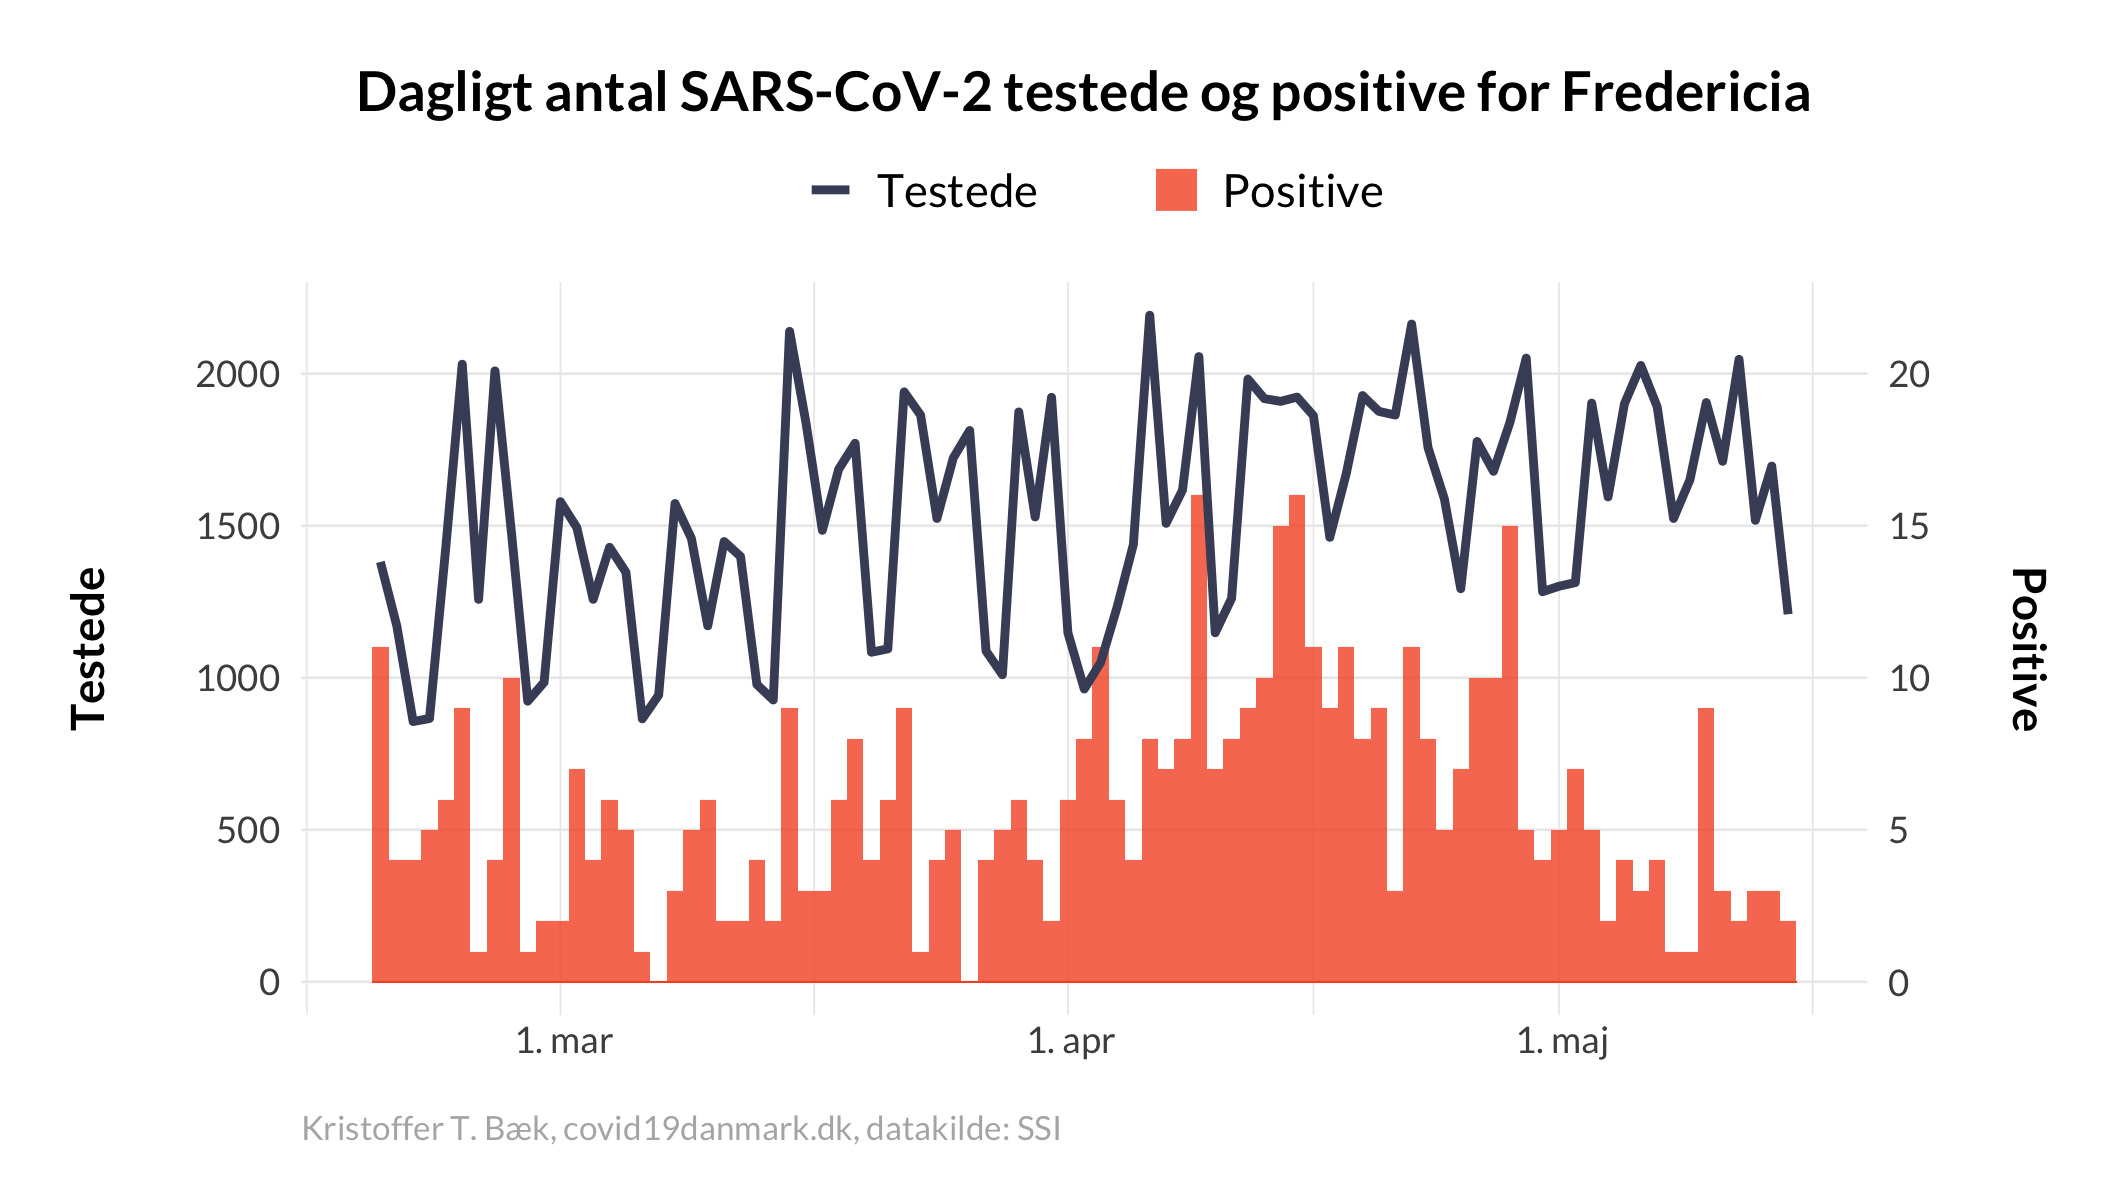 Dagligt antal SARS-CoV-2 testede og positive for Fredericia
Testede
Positive
2000
1500
1000
500
0
Testede
20
15
10
5
0
Positive
1. mar
1. apr
1. maj
Kristoffer T. Bæk, covid19danmark.dk, datakilde: SSI